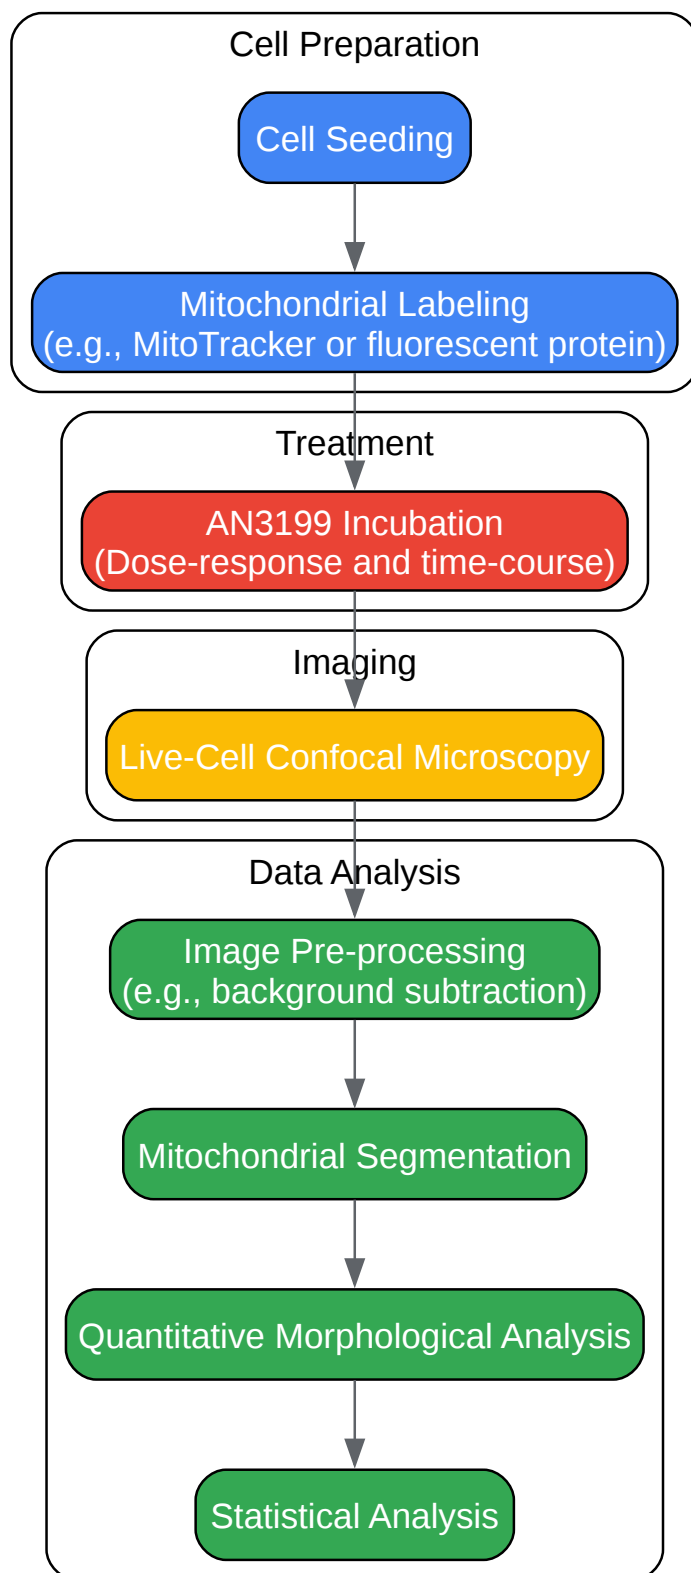 Cell Preparation
Cell Seeding
Mitochondrial Labeling
(e.g., MitoTracker or fluorescent protein)
Treatment
AN3199 Incubation
(Dose-response and time-course)
Imaging
Live-Cell Confocal Microscopy
Data Analysis
Image Pre-processing
(e.g., background subtraction)
Mitochondrial Segmentation
Quantitative Morphological Analysis
Statistical Analysis